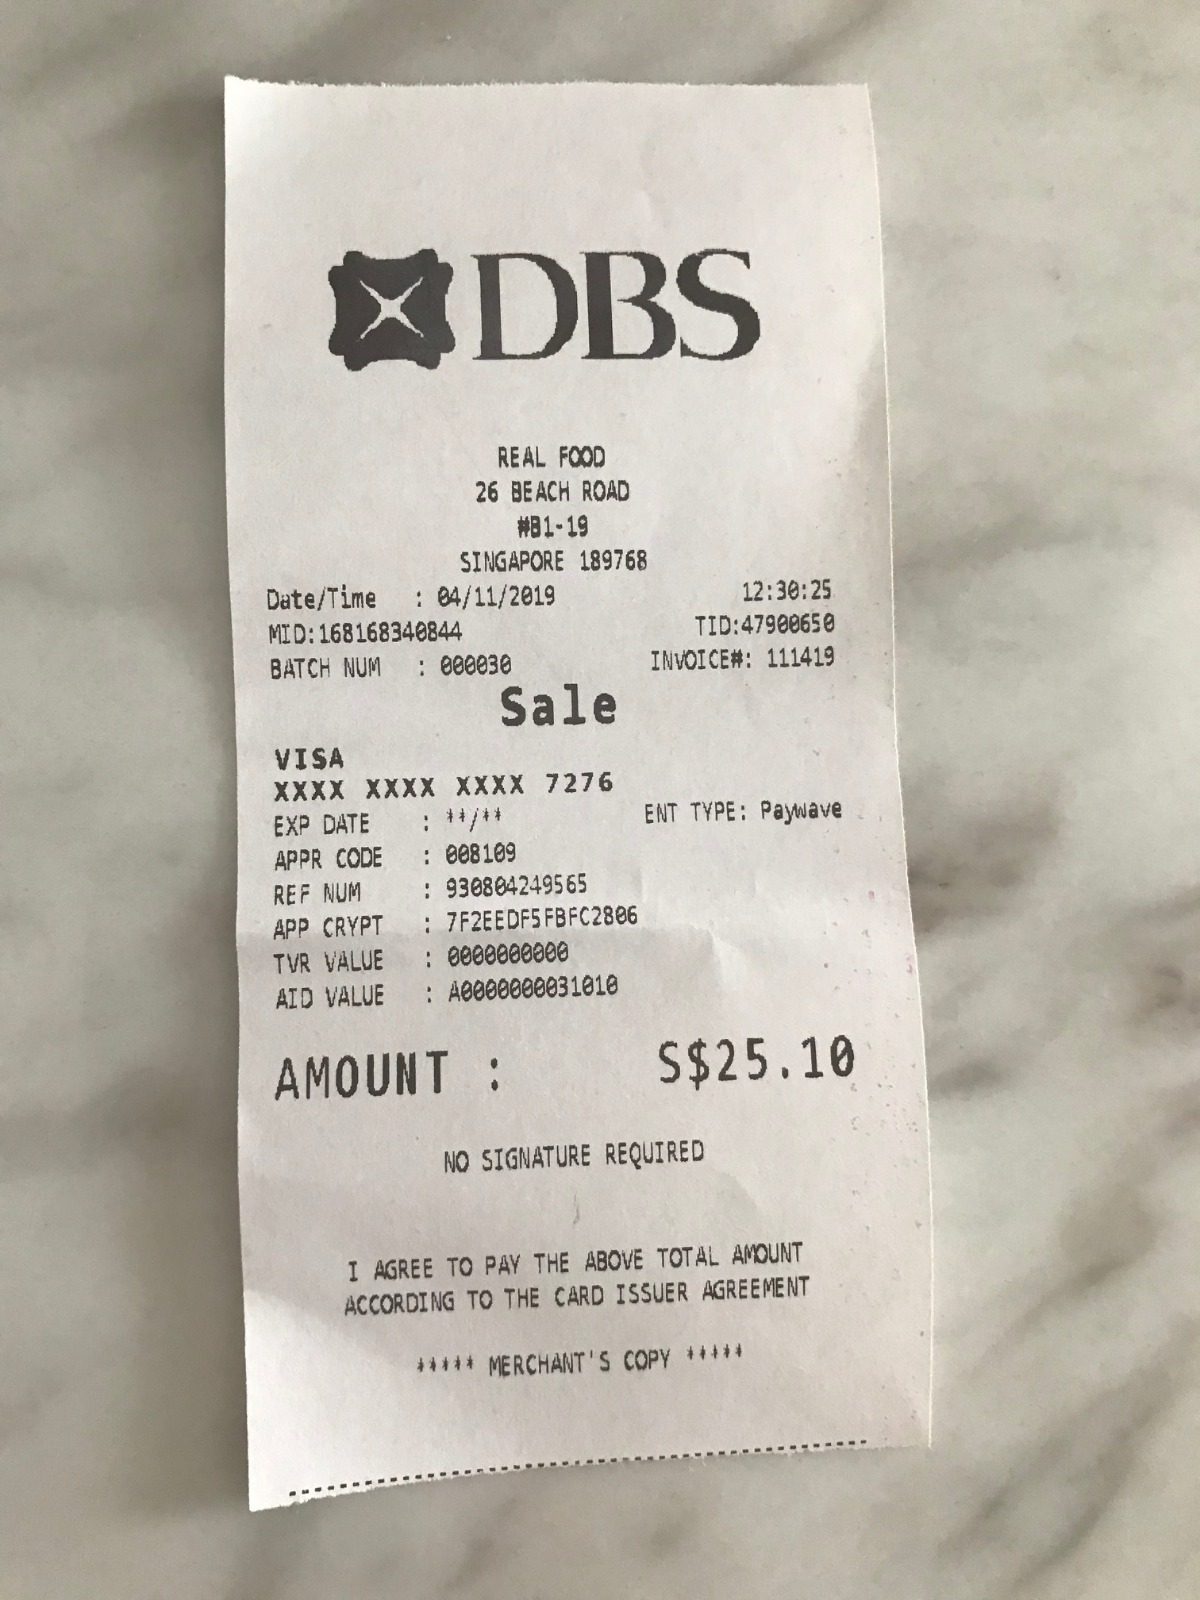 DBS
REAL FOOD
26 BEACH ROAD
#B1-19
SINGAPORE 189768
Date/Time : 04/11/2019 12:30:25
MID:168168340844 TID:47900650
BATCH NUM : 000030 INVOICE#: 111419
Sale
VISA
XXXX XXXX XXXX 7276
EXP DATE : **/** ENT TYPE: Paywave
APPR CODE : 008109
REF NUM : 930804249565
APP CRYPT : 7F2EEDF5FBFC2806
TVR VALUE : 0000000000
AID VALUE : A0000000031010
AMOUNT : S$25.10
NO SIGNATURE REQUIRED
I AGREE TO PAY THE ABOVE TOTAL AMOUNT
ACCORDING TO THE CARD ISSUER AGREEMENT
***** MERCHANT'S COPY *****